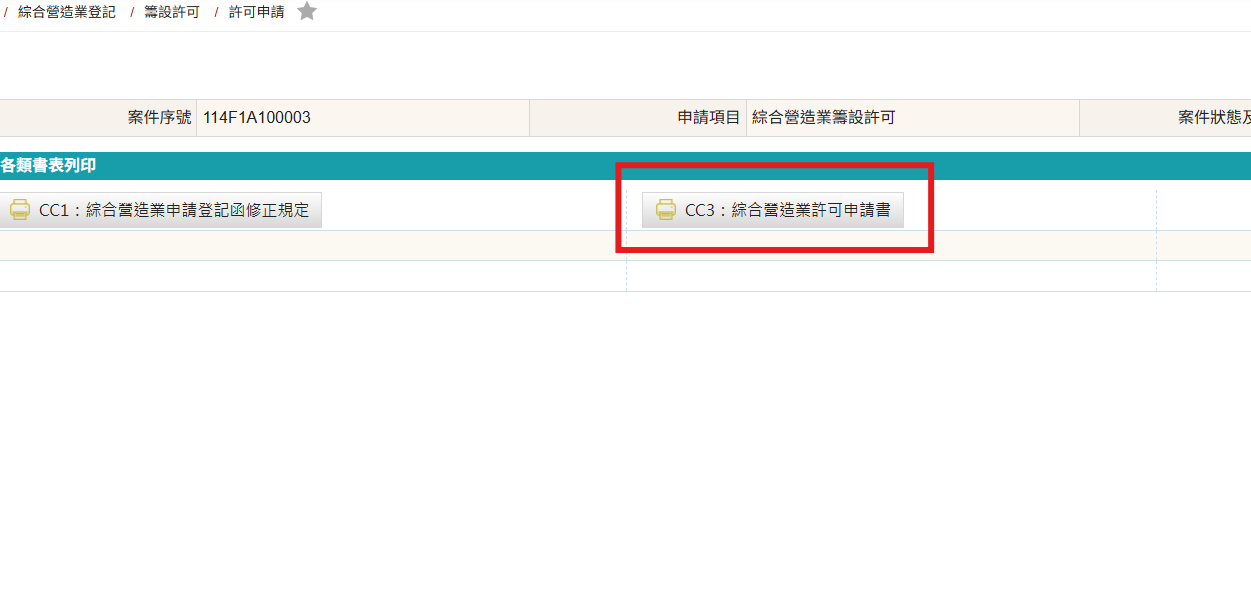 / 綜合營造業登記 / 籌設許可 / 許可申請
案件序號 114F1A100003 申請項目 綜合營造業籌設許可 案件狀態及
各類書表列印
CC1：綜合營造業申請登記函修正規定 CC3：綜合營造業許可申請書